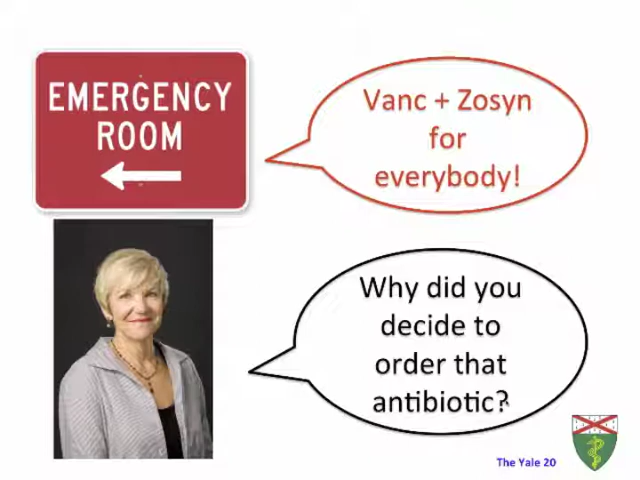 EMERGENCY
ROOM
Vanc + Zosyn
for
everybody!
Why did you
decide to
order that
antibiotic?
The Yale 20